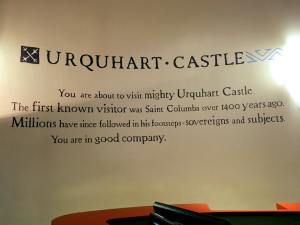 URQUHART·CASTLE
You are about to visit mighty Urquhart Castle.
The first known visitor was Saint Columba over 1400 years ago.
Millions have since followed in his footsteps-sovereigns and subjects.
You are in good company.